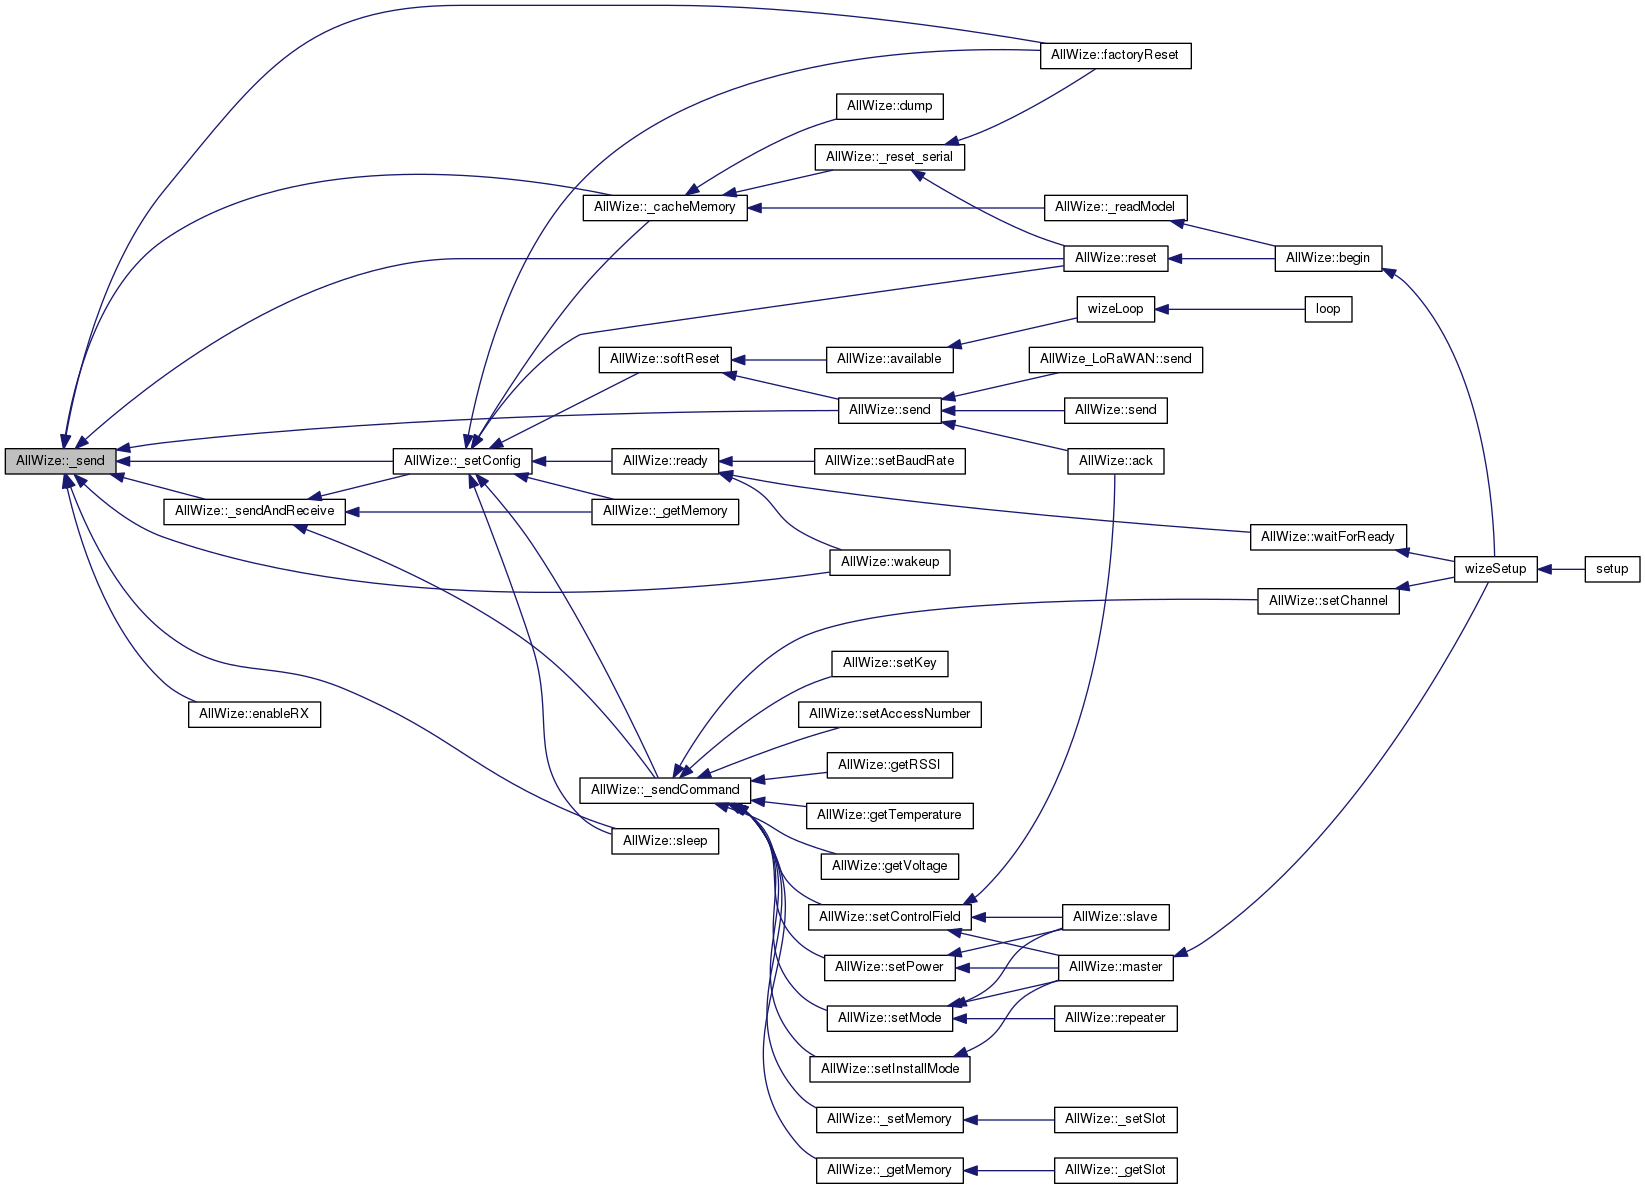 AllWize::factoryReset
AllWize::dump
AllWize::_reset_serial
AllWize::_cacheMemory
AllWize::_readModel
AllWize::reset
AllWize::begin
wizeLoop
loop
AllWize::softReset
AllWize::available
AllWize_LoRaWAN::send
AllWize::send
AllWize::send
AllWize::_send
AllWize::_setConfig
AllWize::ready
AllWize::setBaudRate
AllWize::ack
AllWize::_sendAndReceive
AllWize::_getMemory
AllWize::waitForReady
AllWize::wakeup
wizeSetup
setup
AllWize::setChannel
AllWize::setKey
AllWize::enableRX
AllWize::setAccessNumber
AllWize::getRSSI
AllWize::_sendCommand
AllWize::getTemperature
AllWize::sleep
AllWize::getVoltage
AllWize::setControlField
AllWize::slave
AllWize::setPower
AllWize::master
AllWize::setMode
AllWize::repeater
AllWize::setInstallMode
AllWize::_setMemory
AllWize::_setSlot
AllWize::_getMemory
AllWize::_getSlot